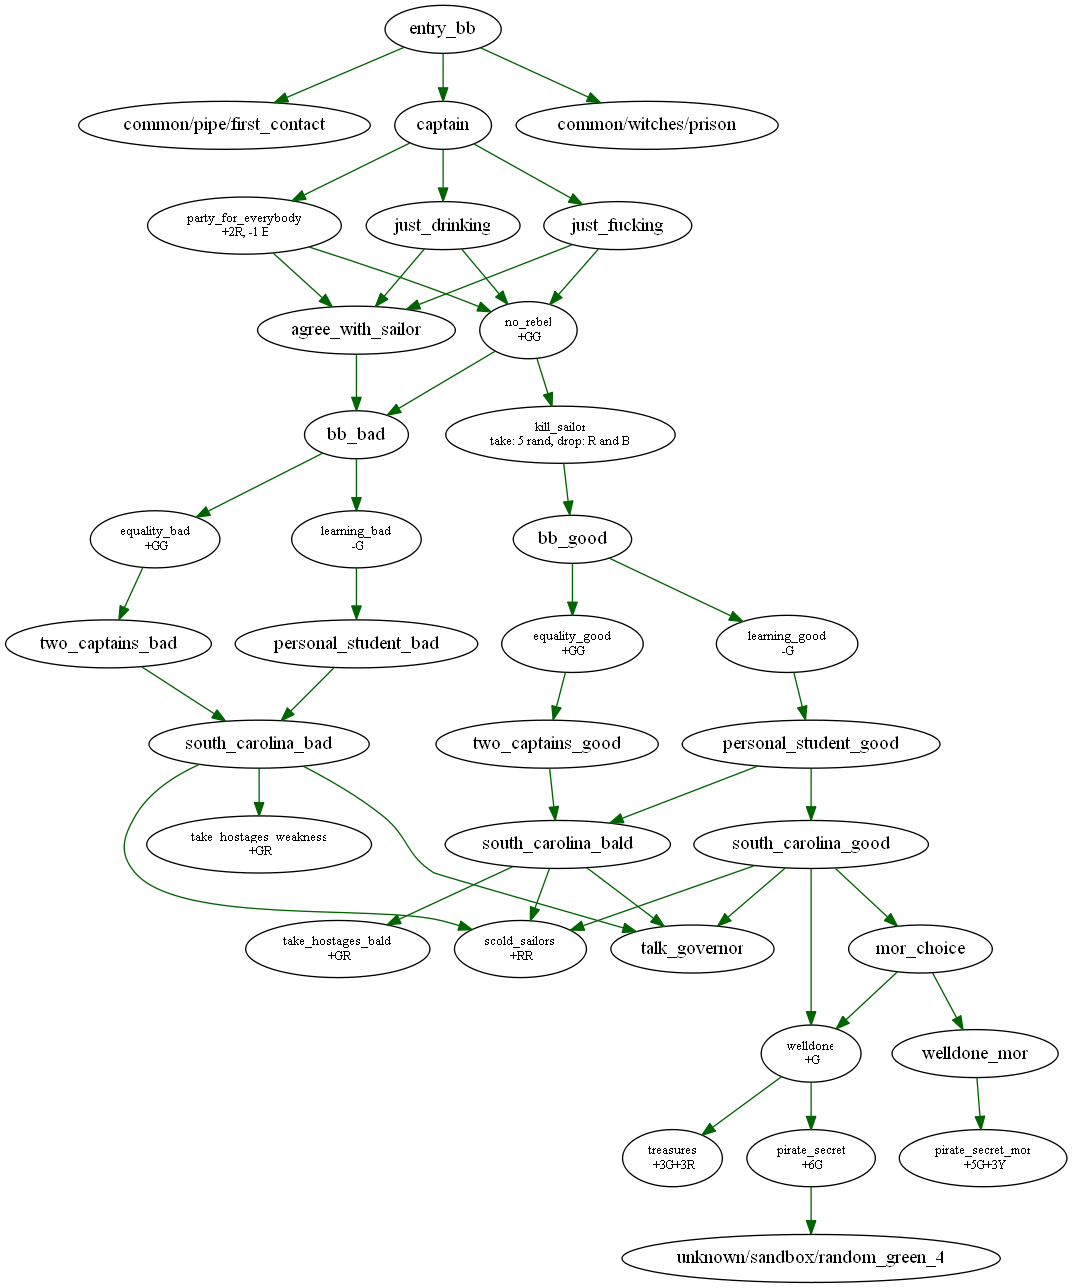 entry_bb
common/pipe/first_contact
captain
common/witches/prison
party_for_everybody
+2R, -1 E
just_drinking
just_fucking
agree_with_sailor
no_rebel
+GG
bb_bad
kill_sailor
take: 5 rand, drop: R and B
equality_bad
+GG
learning_bad
-G
bb_good
two_captains_bad
personal_student_bad
equality_good
+GG
learning_good
-G
south_carolina_bad
two_captains_good
personal_student_good
take_hostages_weakness
+GR
south_carolina_bald
south_carolina_good
take_hostages_bald
+GR
scold_sailors
+RR
talk_governor
mor_choice
welldone
+G
welldone_mor
treasures
+3G+3R
pirate_secret
+6G
pirate_secret_mor
+5G+3Y
unknown/sandbox/random_green_4